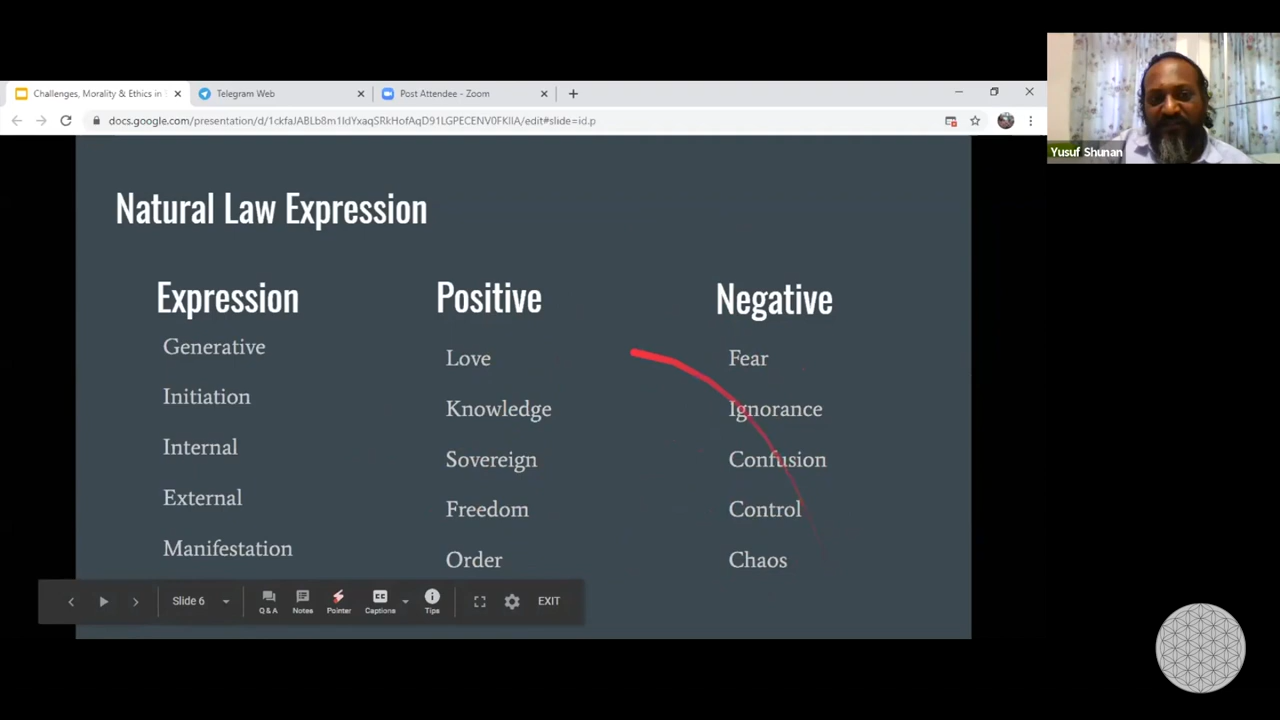 Challenges, Morality & Ethics in
Telegram Web
Post Attendee - Zoom
docs.google.com/presentation/d/1ckfaJABLb8m1IdYxaqSRkHofAqD91LGPECENV0FKIIA/edit#slide=id.p
Yusuf Shunan
Natural Law Expression
Expression Positive Negative
Generative Love Fear
Initiation Knowledge Ignorance
Internal Sovereign Confusion
External Freedom Control
Manifestation Order Chaos
Slide 6 Q & A Notes Pointer Captions Tips EXIT